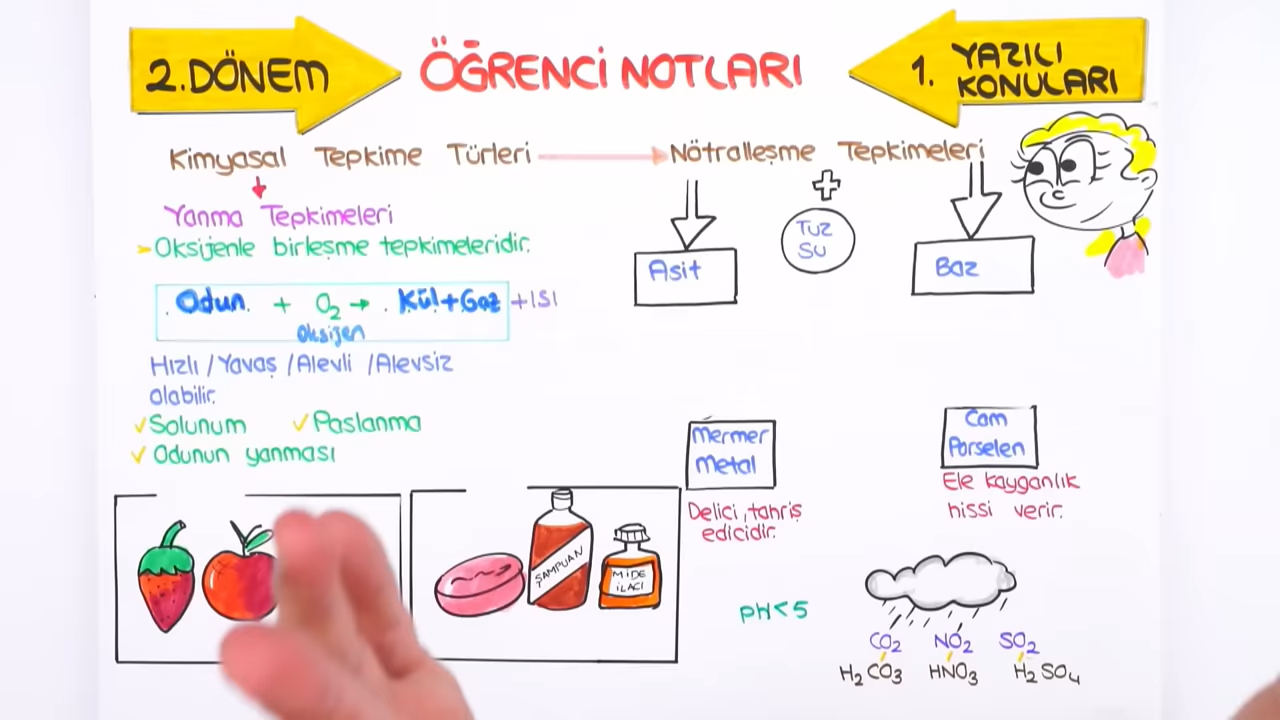 2.DÖNEM
ÖĞRENCİ NOTLARI
1. YAZILI
KONULARI
Kimyasal Tepkime Türleri
Nötralleşme Tepkimeleri
Yanma Tepkimeleri
Oksijenle birleşme tepkimeleridir.
Odun + O₂ → Kül+Gaz +ISI
oksijen
Hızlı /Yavaş /Alevli /Alevsiz
olabilir.
✓Solunum ✓Paslanma
✓Odunun yanması
Asit
+
Tuz
Su
Baz
Mermer
Metal
Delici, tahriş
edicidir.
Cam
Porselen
Ele kayganlık
hissi verir.
ŞAMPUAN
MİDE
İLACI
pH<5
CO₂ NO₂ SO₂
H₂CO₃ HNO₃ H₂SO₄